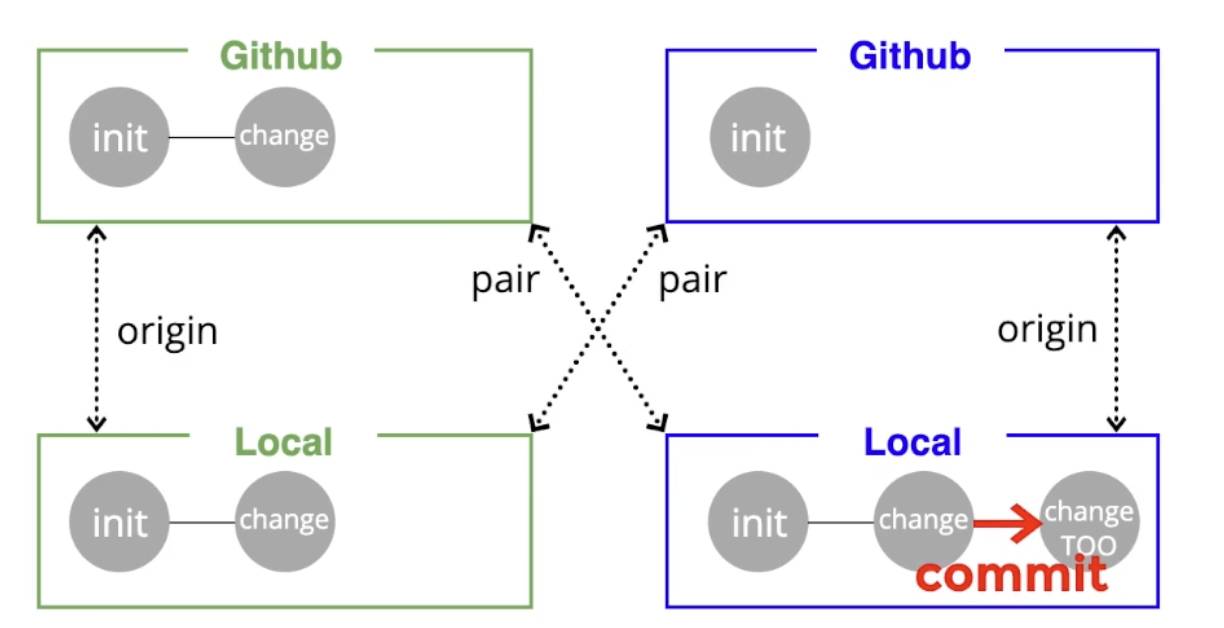 Github
Github
init
change
init
pair
pair
origin
origin
Local
Local
init
change
init
change
change
TOO
commit